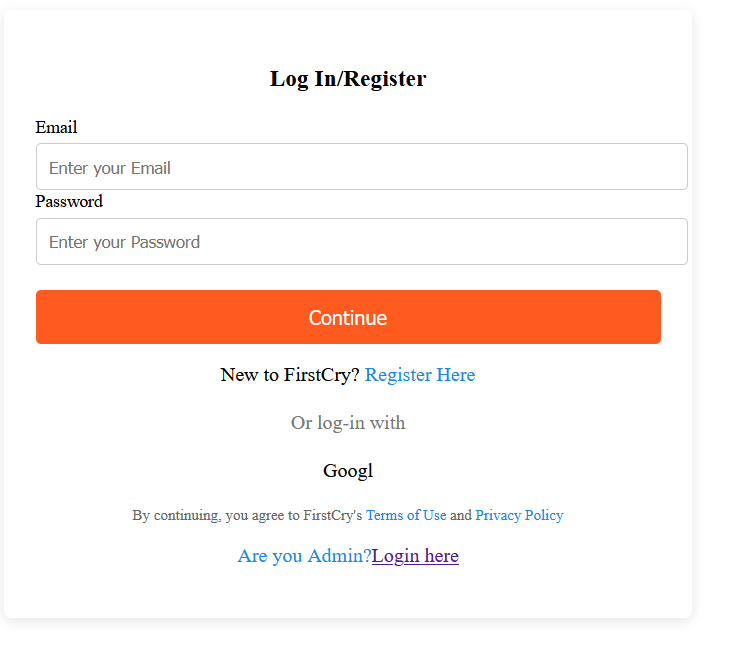 Log In/Register
Email
Enter your Email
Password
Enter your Password
Continue
New to FirstCry? Register Here
Or log-in with
Googl
By continuing, you agree to FirstCry's Terms of Use and Privacy Policy
Are you Admin?Login here